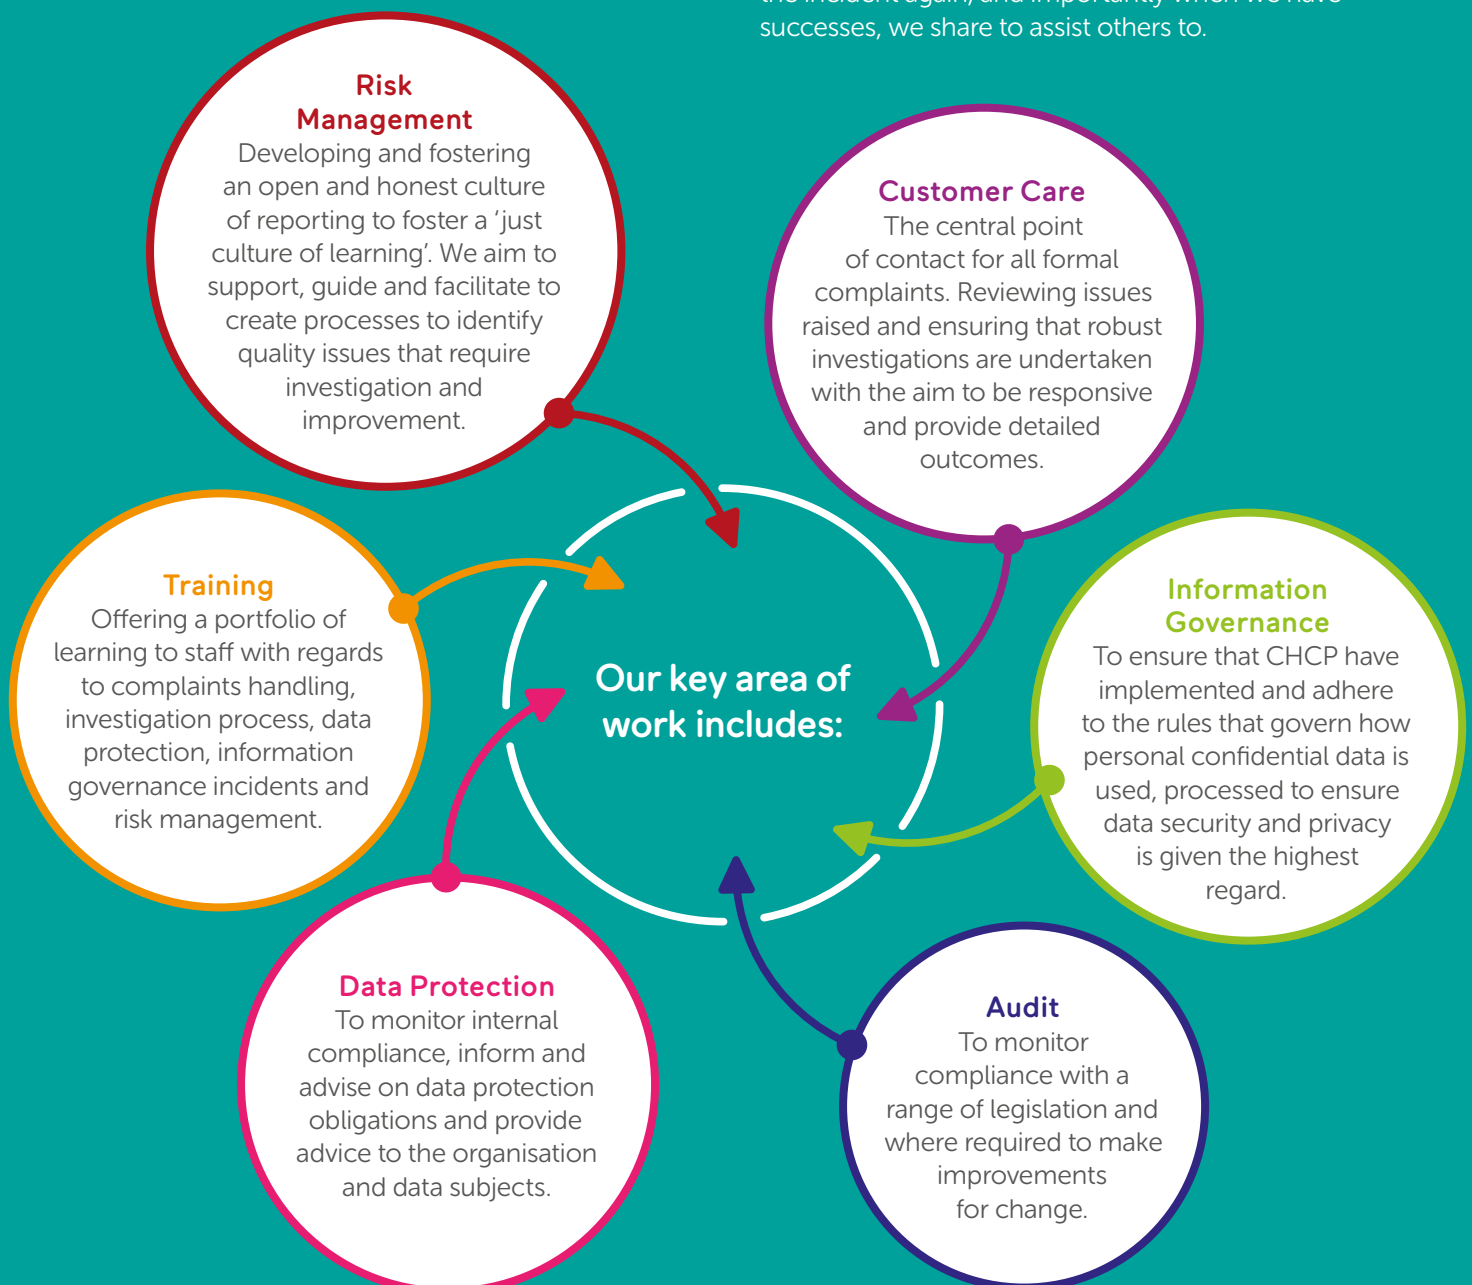 the incident again, and importantly when we have
successes, we share to assist others to.
Risk
Management
Developing and fostering
an open and honest culture
of reporting to foster a ‘just
culture of learning’. We aim to
support, guide and facilitate to
create processes to identify
quality issues that require
investigation and
improvement.
Customer Care
The central point
of contact for all formal
complaints. Reviewing issues
raised and ensuring that robust
investigations are undertaken
with the aim to be responsive
and provide detailed
outcomes.
Training
Offering a portfolio of
learning to staff with regards
to complaints handling,
investigation process, data
protection, information
governance incidents and
risk management.
Our key area of
work includes:
Information
Governance
To ensure that CHCP have
implemented and adhere
to the rules that govern how
personal confidential data is
used, processed to ensure
data security and privacy
is given the highest
regard.
Data Protection
To monitor internal
compliance, inform and
advise on data protection
obligations and provide
advice to the organisation
and data subjects.
Audit
To monitor
compliance with a
range of legislation and
where required to make
improvements
for change.